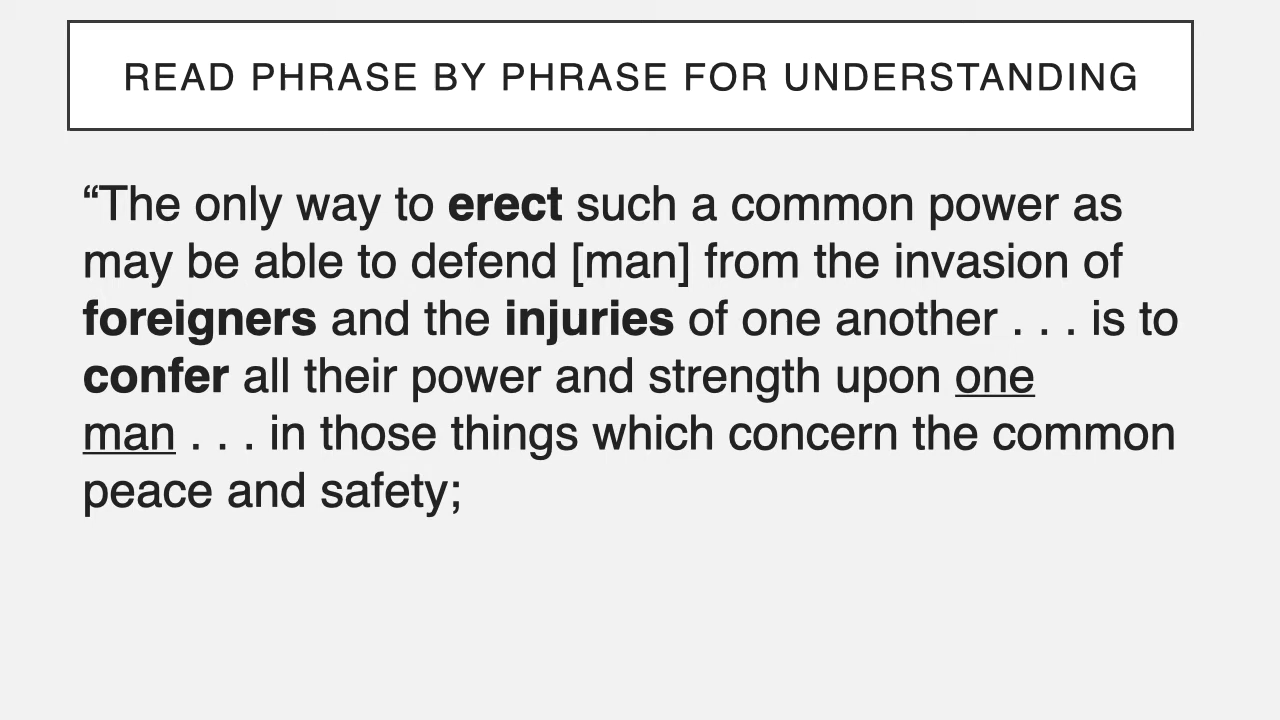 READ PHRASE BY PHRASE FOR UNDERSTANDING
“The only way to erect such a common power as
may be able to defend [man] from the invasion of
foreigners and the injuries of one another . . . is to
confer all their power and strength upon one
man . . . in those things which concern the common
peace and safety;